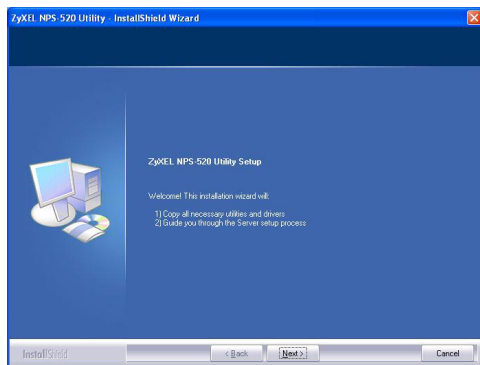 ZyXEL NPS-520 Utility - InstallShield Wizard
ZyXEL NPS-520 Utility Setup
Welcome! This installation wizard will:
1) Copy all necessary utilities and drivers
2) Guide you through the Server setup process
InstallShield
< Back
Next >
Cancel